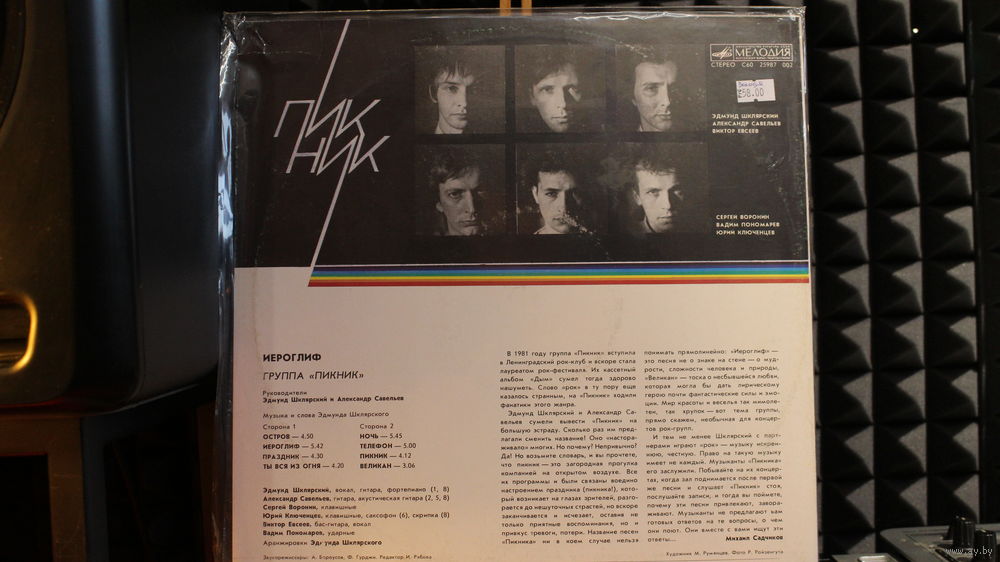 ПИК
НИК
МЕЛОДИЯ
СТЕРЕО С60 25987 002
58.00
ЭДМУНД ШКЛЯРСКИЙ
АЛЕКСАНДР САВЕЛЬЕВ
ВИКТОР ЕВСЕЕВ
СЕРГЕЙ ВОРОНИН
ВАДИМ ПОНОМАРЕВ
ЮРИЙ КЛЮЧЕНЦЕВ
ИЕРОГЛИФ
ГРУППА «ПИКНИК»
Руководители
Эдмунд Шклярский и Александр Савельев
Музыка и слова Эдмунда Шклярского
Сторона 1
ОСТРОВ — 4.50
ИЕРОГЛИФ — 5.42
ПРАЗДНИК — 4.30
ТЫ ВСЯ ИЗ ОГНЯ — 4.20
Сторона 2
НОЧЬ — 5.45
ТЕЛЕФОН — 5.00
ПИКНИК — 4.12
ВЕЛИКАН — 3.06
Эдмунд Шклярский, вокал, гитара, фортепиано (1, 8)
Александр Савельев, гитара, акустическая гитара (2, 5, 8)
Сергей Воронин, клавишные
Юрий Ключенцев, клавишные, саксофон (6), скрипка (8)
Виктор Евсеев, бас-гитара, вокал
Вадим Пономарев, ударные
Аранжировки Эдмунда Шклярского
Звукорежиссеры: А. Бороусов, Ф. Гурджи. Редактор И. Рябова
В 1981 году группа «Пикник» вступила
в Ленинградский рок-клуб и вскоре стала
лауреатом рок-фестиваля. Их кассетный
альбом «Дым» сумел тогда здорово
нашуметь. Слово «рок» в ту пору еще
казалось странным, на «Пикник» ходили
фанатики этого жанра.
Эдмунд Шклярский и Александр Са-
вельев сумели вывести «Пикник» на
большую эстраду. Сколько раз им пред-
лагали сменить название! Оно «настора-
живало» многих. Но почему? Непривычно?
Да! Но возьмите словарь, и вы прочтете,
что пикник — это загородная прогулка
компанией на открытом воздухе. Все
их программы и были связаны воедино
настроением праздника (пикника!), кото-
рый возникает на глазах зрителей, разго-
рается до нешуточных страстей, но вскоре
заканчивается и исчезает, оставив не
только приятные воспоминания, но и
привкус тревоги, потери. Название песен
«Пикника» ни в коем случае нельзя
понимать прямолинейно: «Иероглиф» —
это песня не о знаке на стене — о муд-
рости, сложности человека и природы,
«Великан» — тоска о несбывшейся любви,
которая могла бы дать лирическому
герою почти фантастические силы и эмо-
ции. Мир красоты и веселья так мимоле-
тен, так хрупок — вот тема группы,
прямо скажем, необычная для концер-
тов рок-групп.
И тем не менее Шклярский с парт-
нерами играют «рок» — музыку искрен-
нюю, честную. Право на такую музыку
имеет не каждый. Музыканты «Пикника»
его заслужили. Побывайте на их концер-
тах, когда зал поднимается после первой
же песни и слушает «Пикник» стоя,
послушайте записи, и тогда вы поймете,
почему эти песни привлекают, заворa-
живают. Музыканты не предлагают нам
готовых ответов на те вопросы, о чем
они поют. Они вместе с вами ищут эти
ответы...
Михаил Садчиков
Художник М. Румянцев. Фото Р. Ройзенгута
www.ay.by